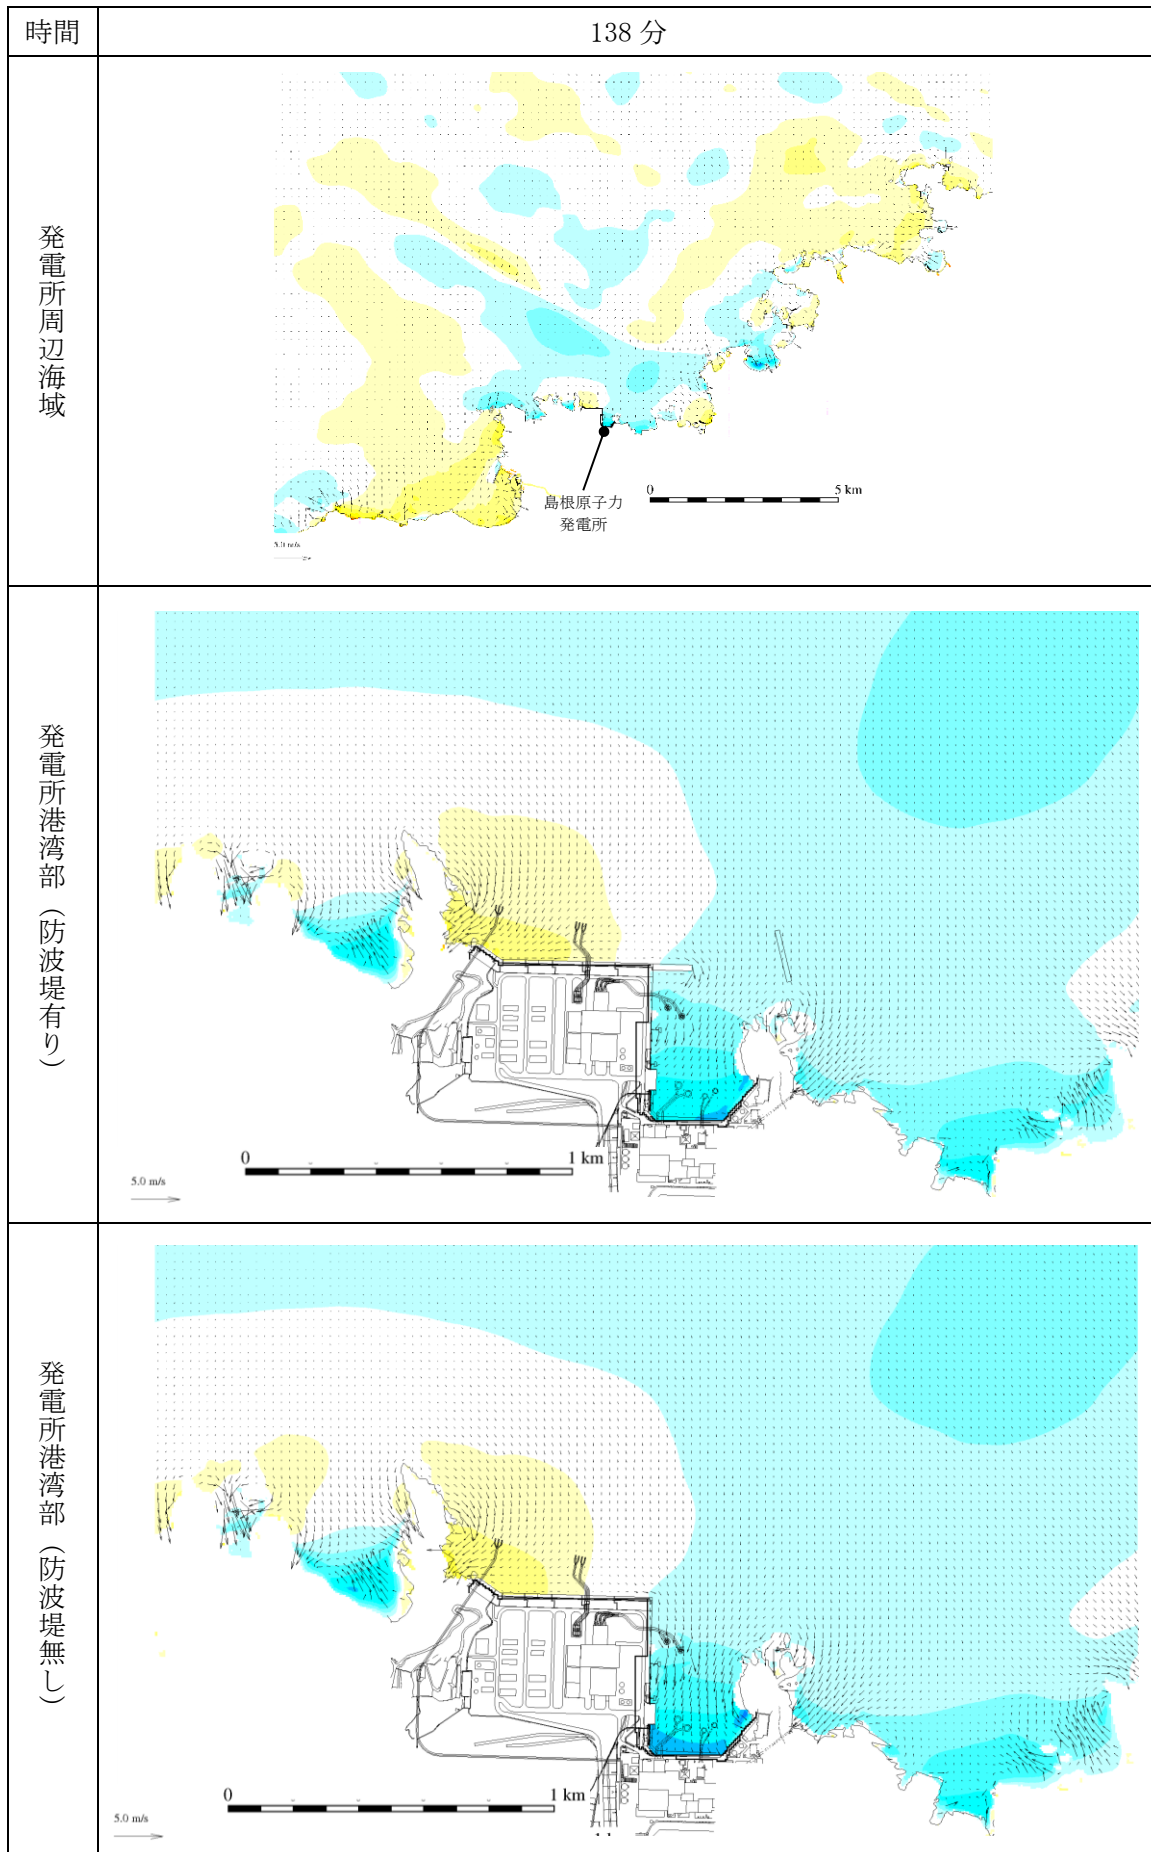 時間
138 分
発電所周辺海域
島根原子力
発電所
0
5 km
5.0 m/s
発電所港湾部（防波堤有り）
0
1 km
5.0 m/s
発電所港湾部（防波堤無し）
0
1 km
5.0 m/s